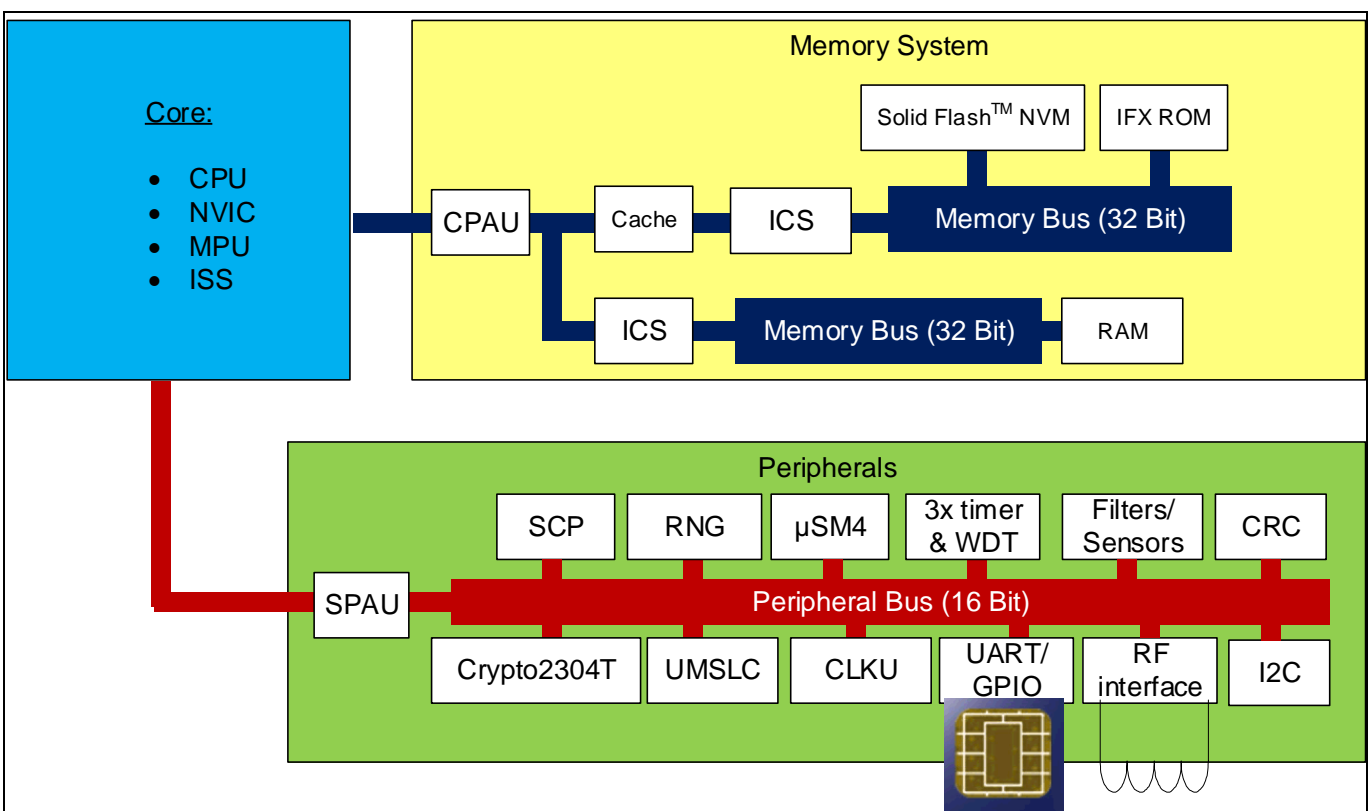 Memory System
Core:
• CPU
• NVIC
• MPU
• ISS
Solid Flash™ NVM
IFX ROM
CPAU
Cache
ICS
Memory Bus (32 Bit)
ICS
Memory Bus (32 Bit)
RAM
Peripherals
SCP
RNG
µSM4
3x timer
& WDT
Filters/
Sensors
CRC
SPAU
Peripheral Bus (16 Bit)
Crypto2304T
UMSLC
CLKU
UART/
GPIO
RF
interface
I2C